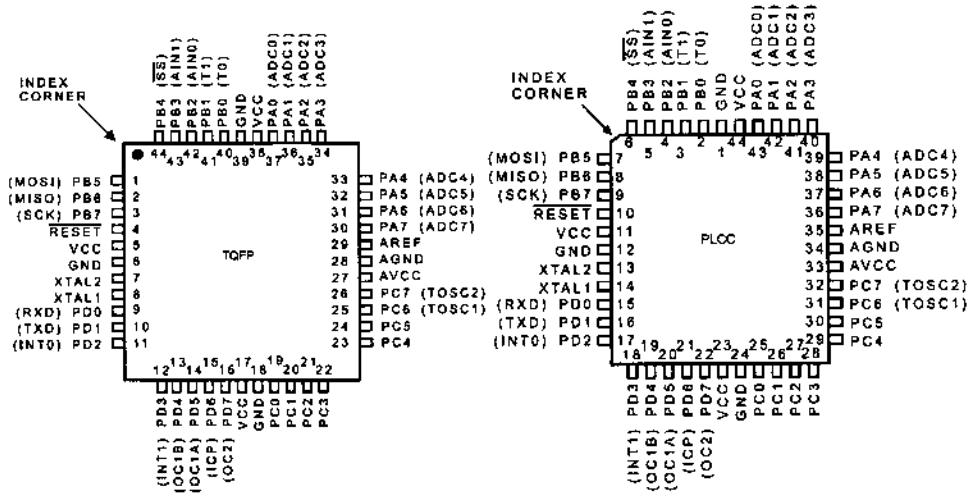 INDEX CORNER
PB4 (SS)
PB3 (AIN1)
PB2 (AIN0)
PB1 (T1)
PB0 (T0)
GND
VCC
PA0 (ADC0)
PA1 (ADC1)
PA2 (ADC2)
PA3 (ADC3)
44 43 42 41 40 39 38 37 36 35 34
(MOSI) PB5 1
(MISO) PB6 2
(SCK) PB7 3
RESET 4
VCC 5
GND 6
XTAL2 7
XTAL1 8
(RXD) PD0 9
(TXD) PD1 10
(INT0) PD2 11
TQFP
33 PA4 (ADC4)
32 PA5 (ADC5)
31 PA6 (ADC6)
30 PA7 (ADC7)
29 AREF
28 AGND
27 AVCC
26 PC7 (TOSC2)
25 PC6 (TOSC1)
24 PC5
23 PC4
12 13 14 15 16 17 18 19 20 21 22
(INT1) PD3
(OC1B) PD4
(OC1A) PD5
(ICP) PD6
(OC2) PD7
VCC
GND
PC0
PC1
PC2
PC3
INDEX CORNER
PB4 (SS)
PB3 (AIN1)
PB2 (AIN0)
PB1 (T1)
PB0 (T0)
GND
VCC
PA0 (ADC0)
PA1 (ADC1)
PA2 (ADC2)
PA3 (ADC3)
6 5 4 3 2 1 44 43 42 41 40
(MOSI) PB5 7
(MISO) PB6 8
(SCK) PB7 9
RESET 10
VCC 11
GND 12
XTAL2 13
XTAL1 14
(RXD) PD0 15
(TXD) PD1 16
(INT0) PD2 17
PLCC
39 PA4 (ADC4)
38 PA5 (ADC5)
37 PA6 (ADC6)
36 PA7 (ADC7)
35 AREF
34 AGND
33 AVCC
32 PC7 (TOSC2)
31 PC6 (TOSC1)
30 PC5
29 PC4
18 19 20 21 22 23 24 25 26 27 28
(INT1) PD3
(OC1B) PD4
(OC1A) PD5
(ICP) PD6
(OC2) PD7
VCC
GND
PC0
PC1
PC2
PC3